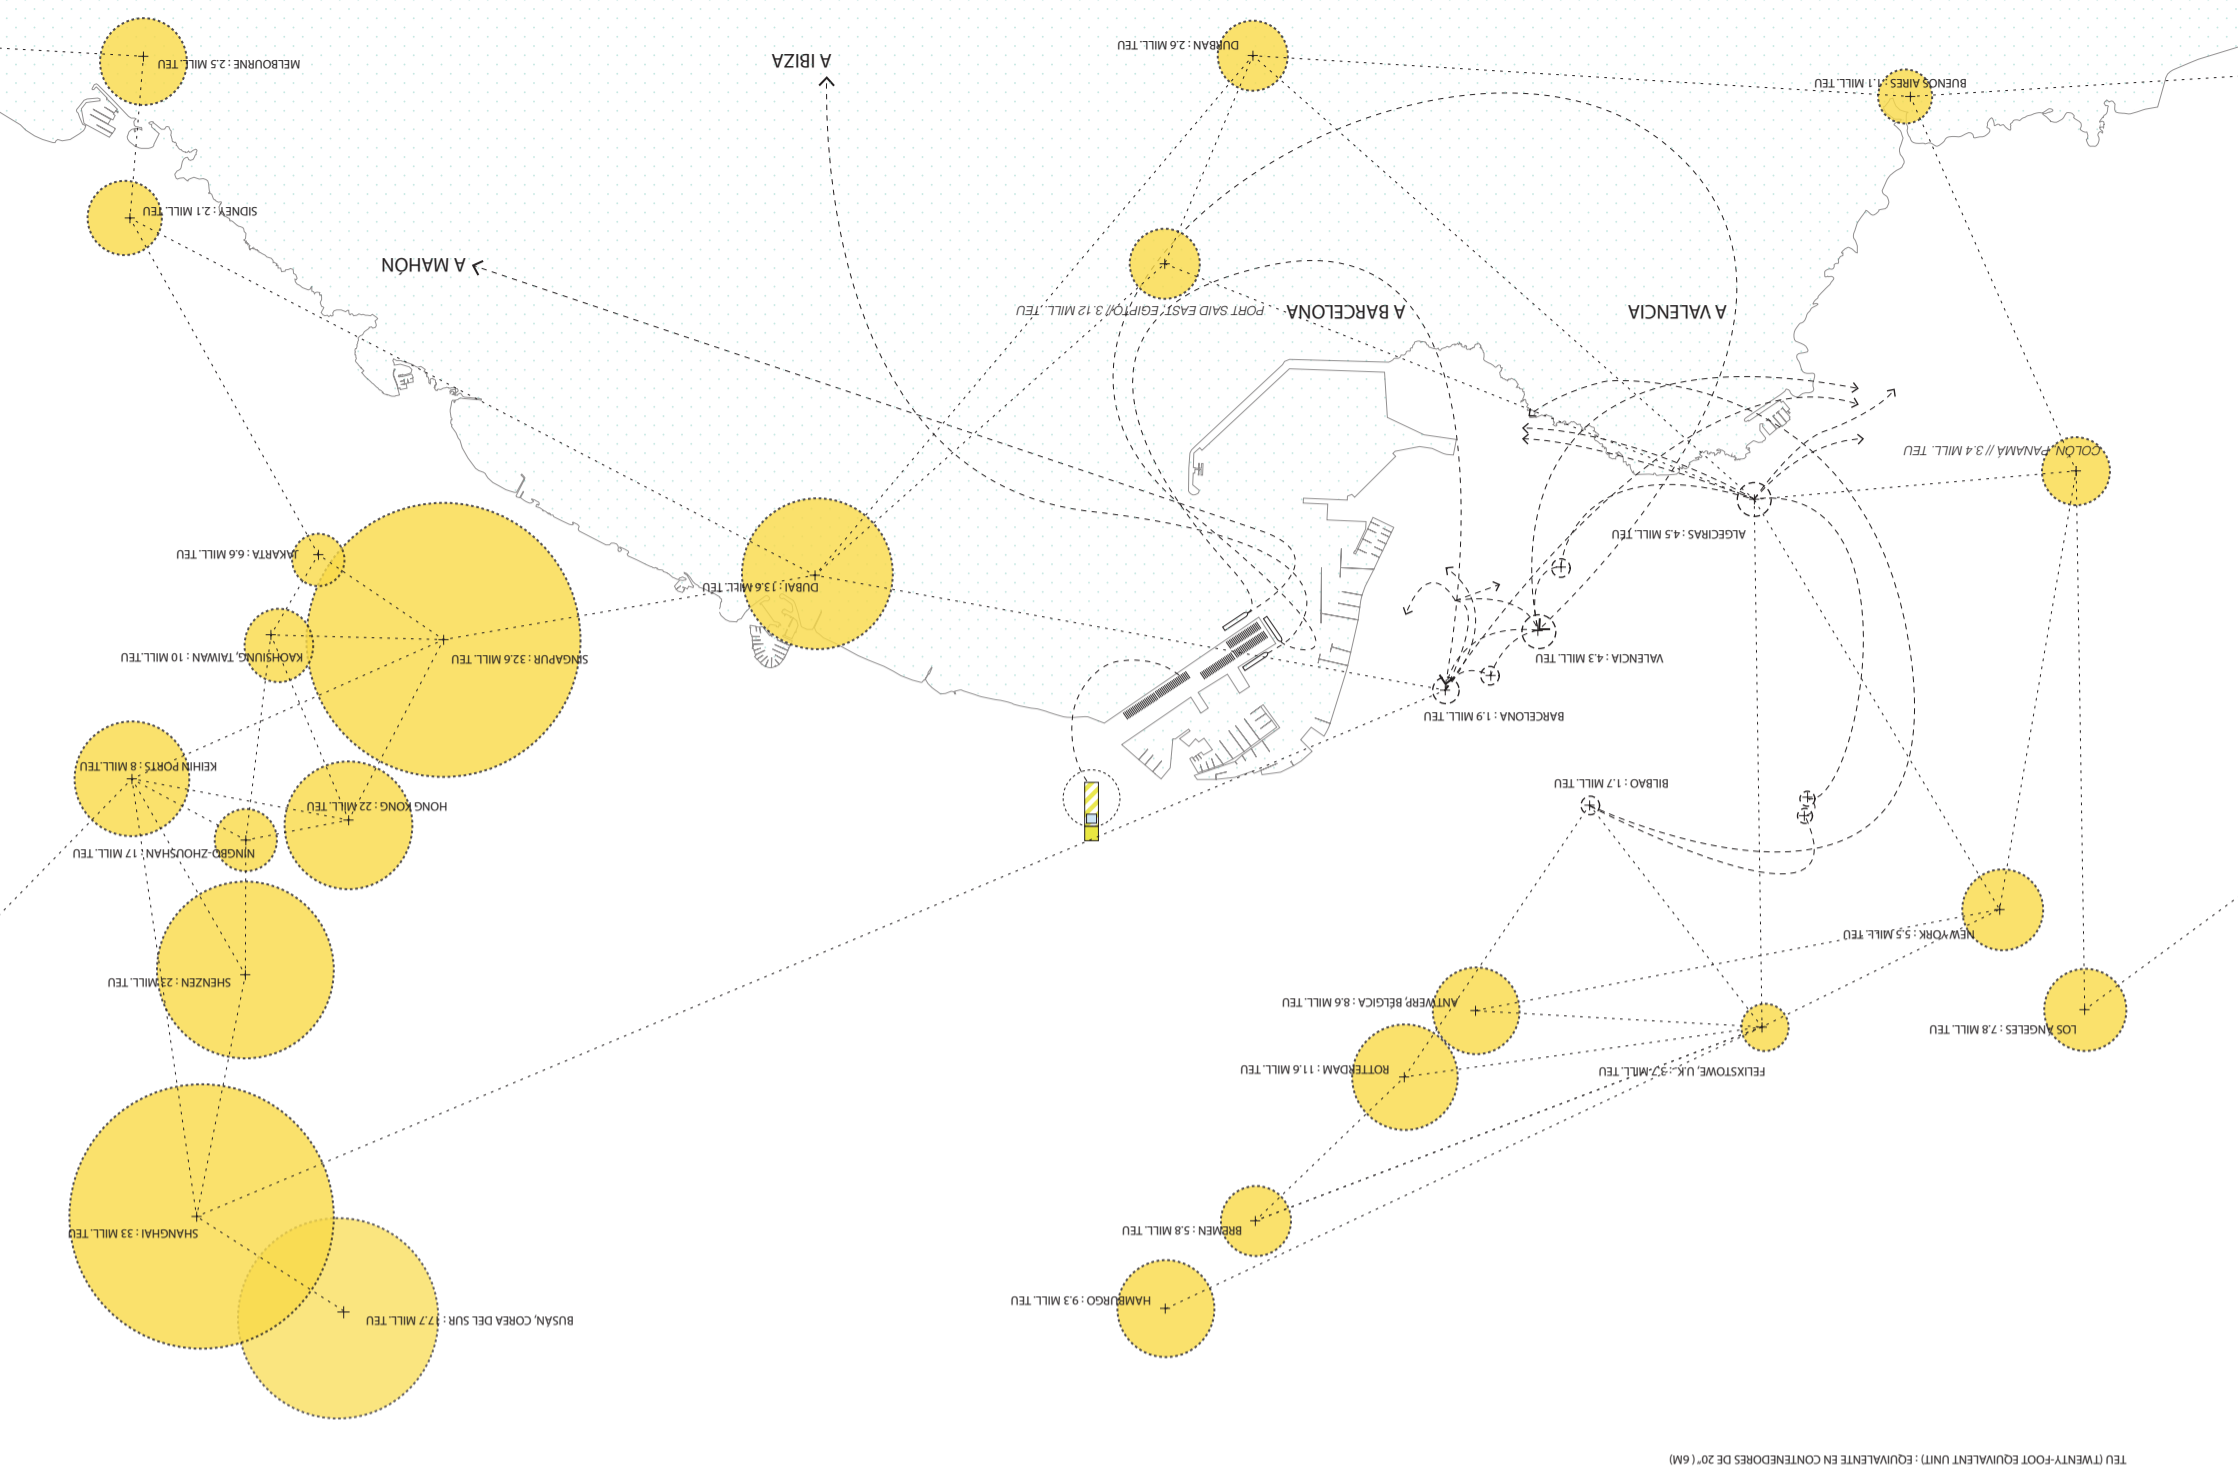 TEU (TWENTY-FOOT EQUIVALENT UNIT) : EQUIVALENTE EN CONTENEDORES DE 20" ( 6M)
BUSÁN, COREA DEL SUR : 17.7 MILL. TEU
HAMBURGO : 9.3 MILL. TEU
BREMEN : 5.8 MILL. TEU
SHANGHAI : 33 MILL. TEU
FELIXSTOWE, U.K. : 3.7 MILL. TEU
ROTTERDAM : 11.6 MILL. TEU
LOS ÁNGELES : 7.8 MILL. TEU
ANTWERP, BÉLGICA : 8.6 MILL. TEU
SHENZEN : 23 MILL. TEU
NEW YORK : 5.5 MILL. TEU
NINGBO-ZHOUSHAN : 17 MILL. TEU
HONG KONG : 22 MILL. TEU
BILBAO : 1.7 MILL. TEU
KEIHIN PORTS : 8 MILL. TEU
BARCELONA : 1.9 MILL. TEU
VALENCIA : 4.3 MILL. TEU
SINGAPUR : 32.6 MILL. TEU
KAOHSIUNG, TAIWAN : 10 MILL. TEU
DUBAI : 13.6 MILL. TEU
JAKARTA : 6.6 MILL. TEU
ALGECIRAS : 4.5 MILL. TEU
COLÓN, PANAMÁ // 3.4 MILL. TEU
A VALENCIA
A BARCELONA
PORT SAID EAST, EGIPTO // 3.12 MILL. TEU
A MAHÓN
SIDNEY : 2.1 MILL. TEU
BUENOS AIRES : 1.1 MILL. TEU
MELBOURNE : 2.5 MILL. TEU
A IBIZA
DURBAN : 2.6 MILL. TEU